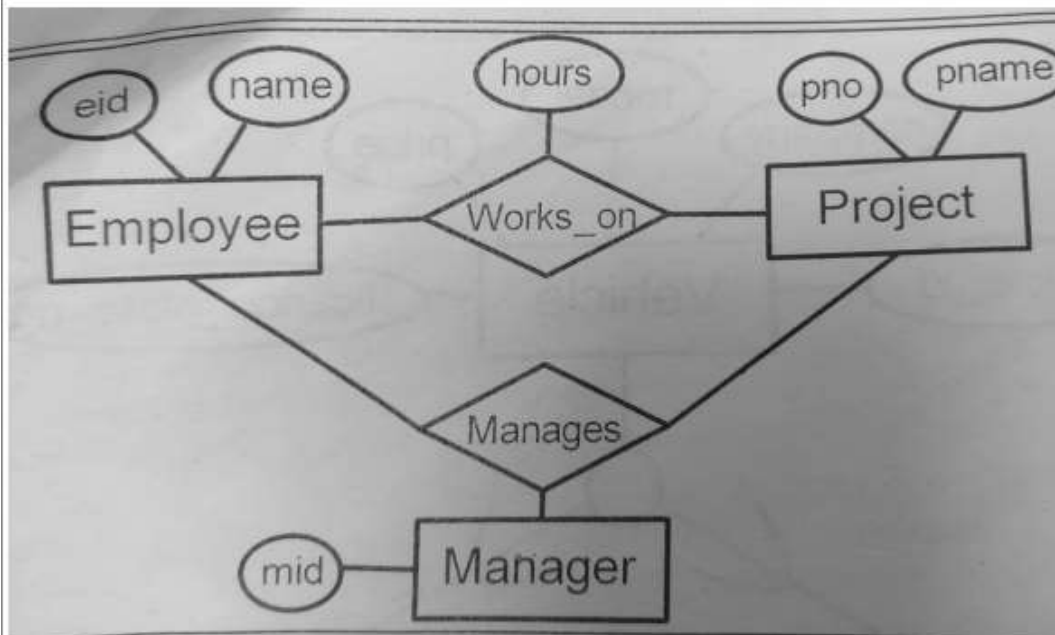 eid
name
hours
pno
pname
Employee
Works_on
Project
Manages
mid
Manager